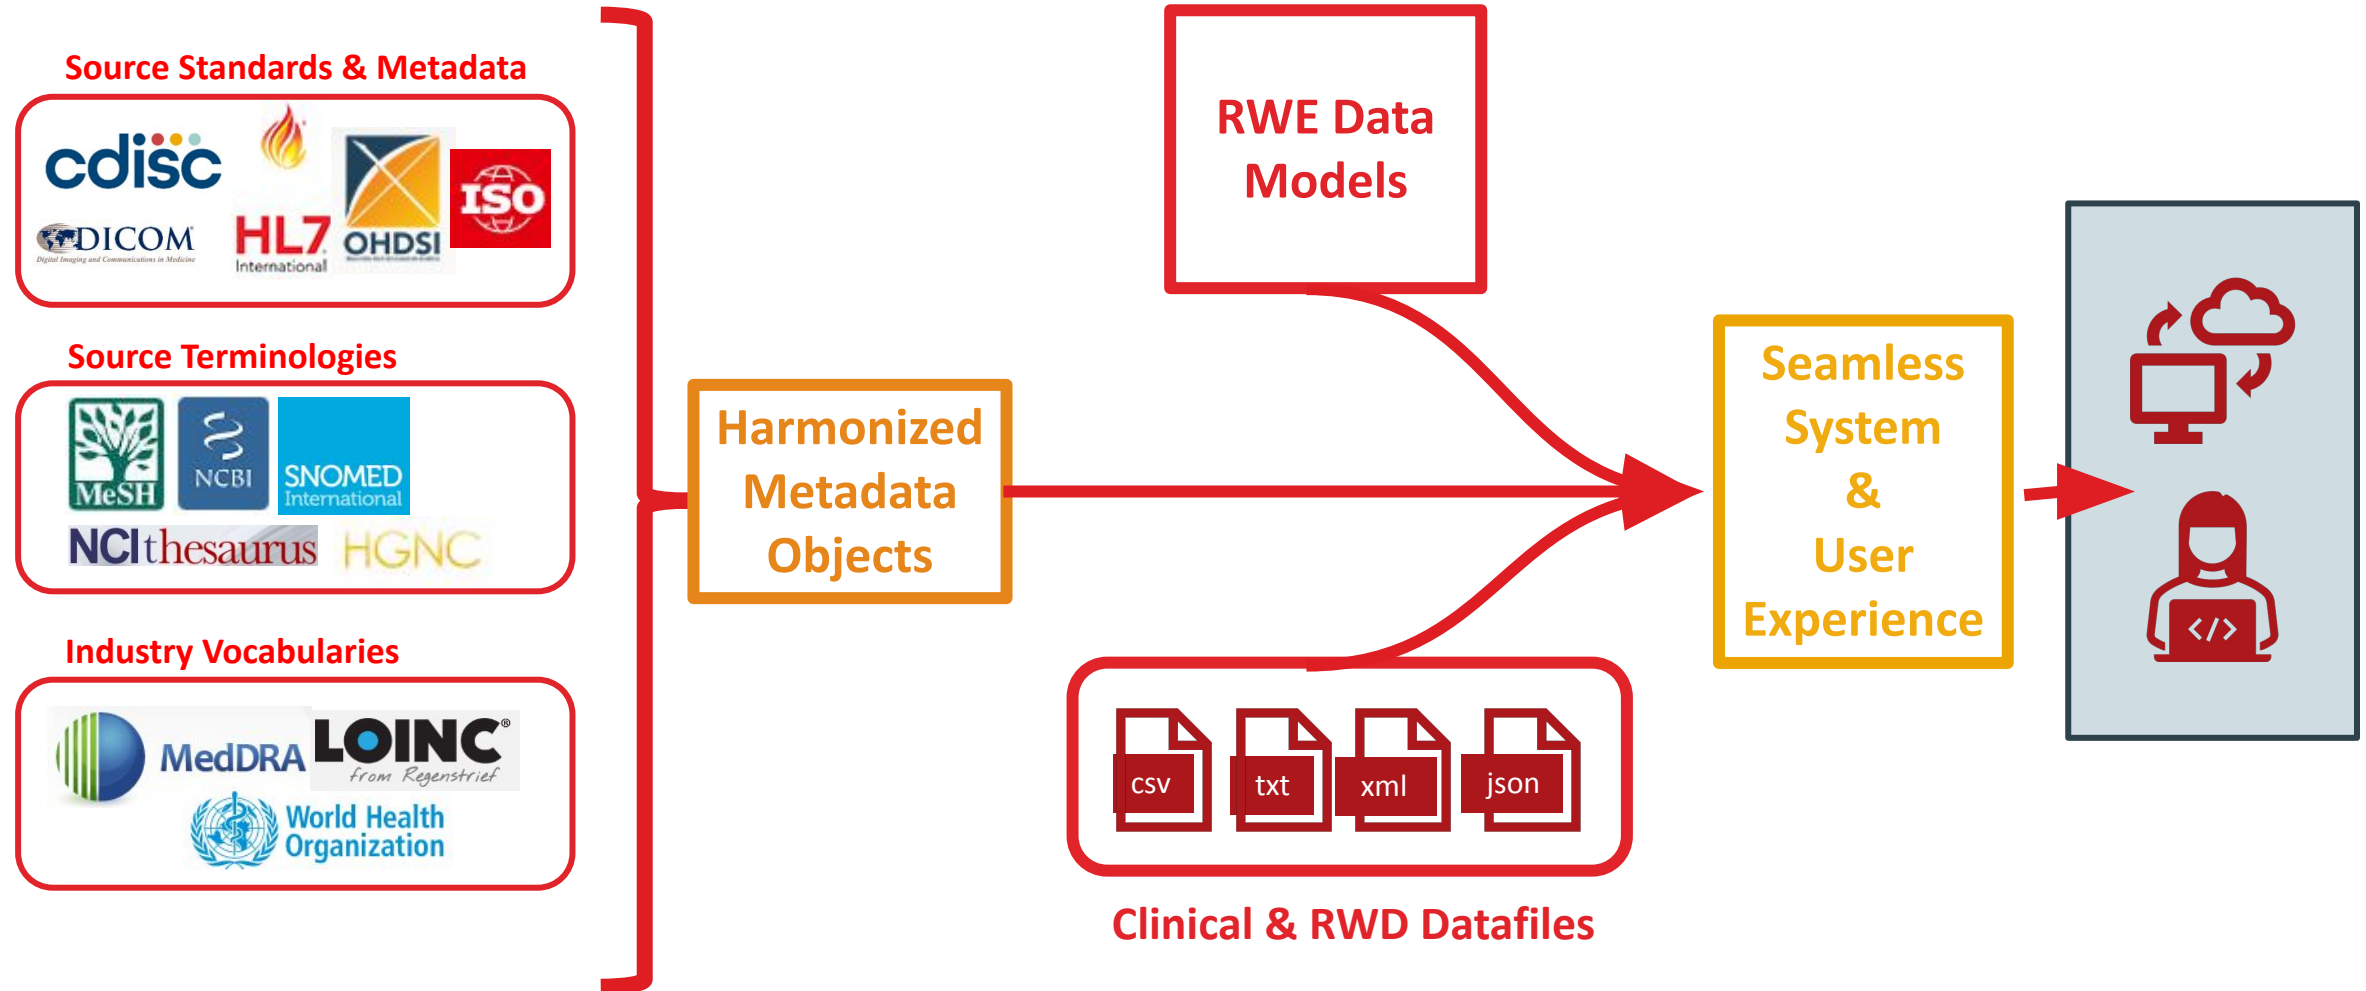 Source Standards & Metadata
cdisc
DICOM
Digital Imaging and Communications in Medicine
HL7
International
OHDSI
ISO
Source Terminologies
MeSH
NCBI
SNOMED
International
NCIthesaurus
HGNC
Industry Vocabularies
MedDRA
LOINC®
from Regenstrief
World Health
Organization
Harmonized
Metadata
Objects
RWE Data
Models
csv
txt
xml
json
Clinical & RWD Datafiles
Seamless
System
&
User
Experience
</>